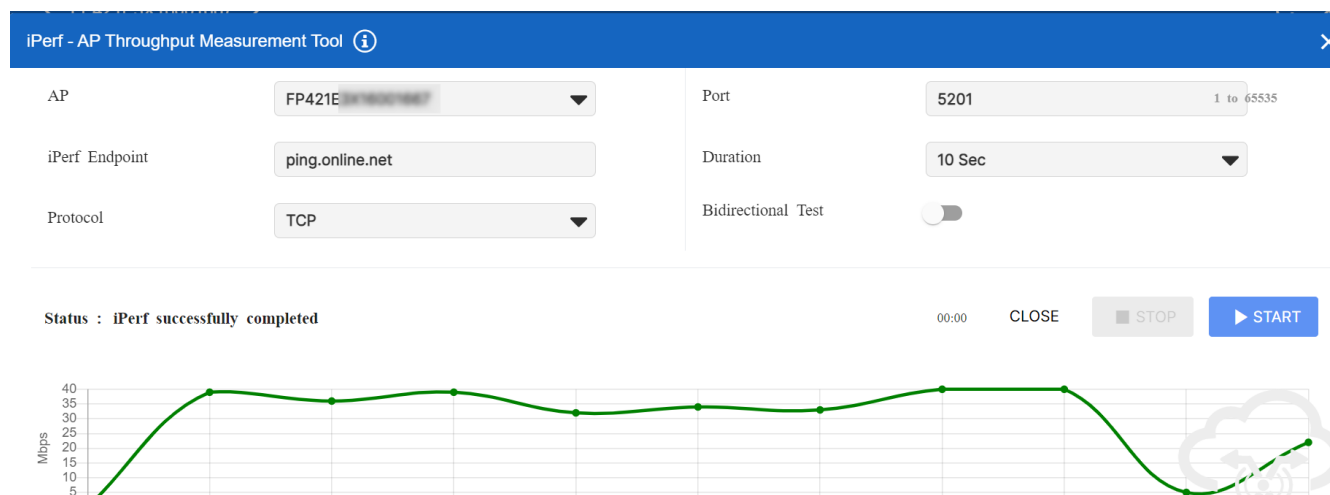 iPerf - AP Throughput Measurement Tool
AP
FP421E
Port
5201
1 to 65535
iPerf Endpoint
ping.online.net
Duration
10 Sec
Protocol
TCP
Bidirectional Test
Status : iPerf successfully completed
00:00
CLOSE
STOP
START
Mbps
40
35
30
25
20
15
10
5